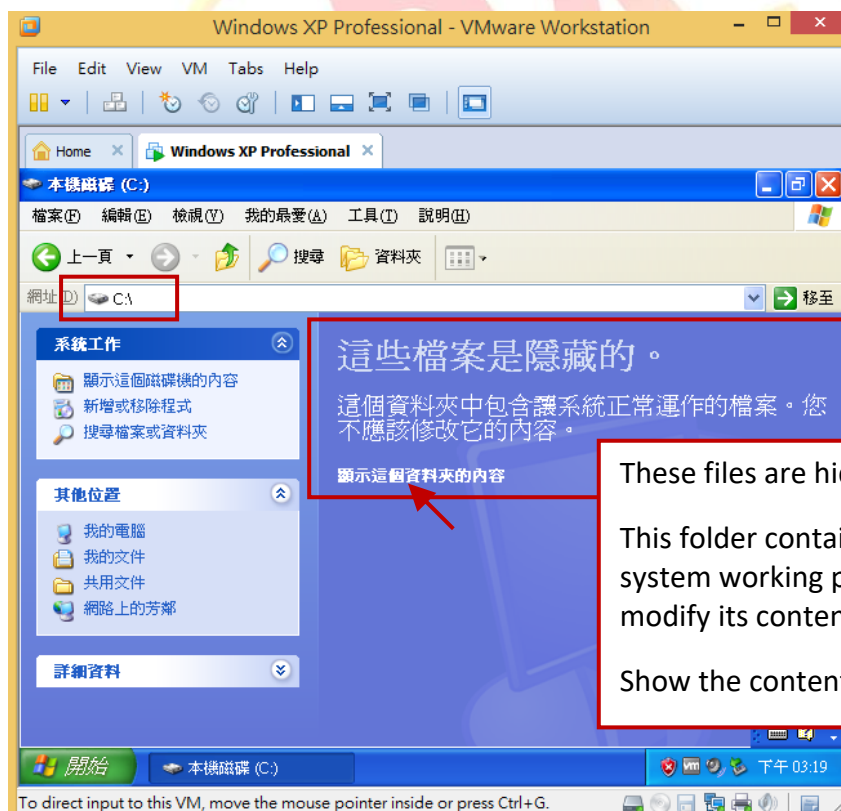 Windows XP Professional - VMware Workstation
File Edit View VM Tabs Help
Home
Windows XP Professional
本機磁碟 (C:)
檔案(F) 編輯(E) 檢視(V) 我的最愛(A) 工具(T) 說明(H)
上一頁 搜尋 資料夾
網址(D) C:\ 移至
系統工作
顯示這個磁碟機的內容
新增或移除程式
搜尋檔案或資料夾
其他位置
我的電腦
我的文件
共用文件
網路上的芳鄰
詳細資料
這些檔案是隱藏的。
這個資料夾中包含讓系統正常運作的檔案。您
不應該修改它的內容。
顯示這個資料夾的內容
These files are hi
This folder contai
system working
modify its conten
Show the content
開始 本機磁碟 (C:) 下午 03:19
To direct input to this VM, move the mouse pointer inside or press Ctrl+G.